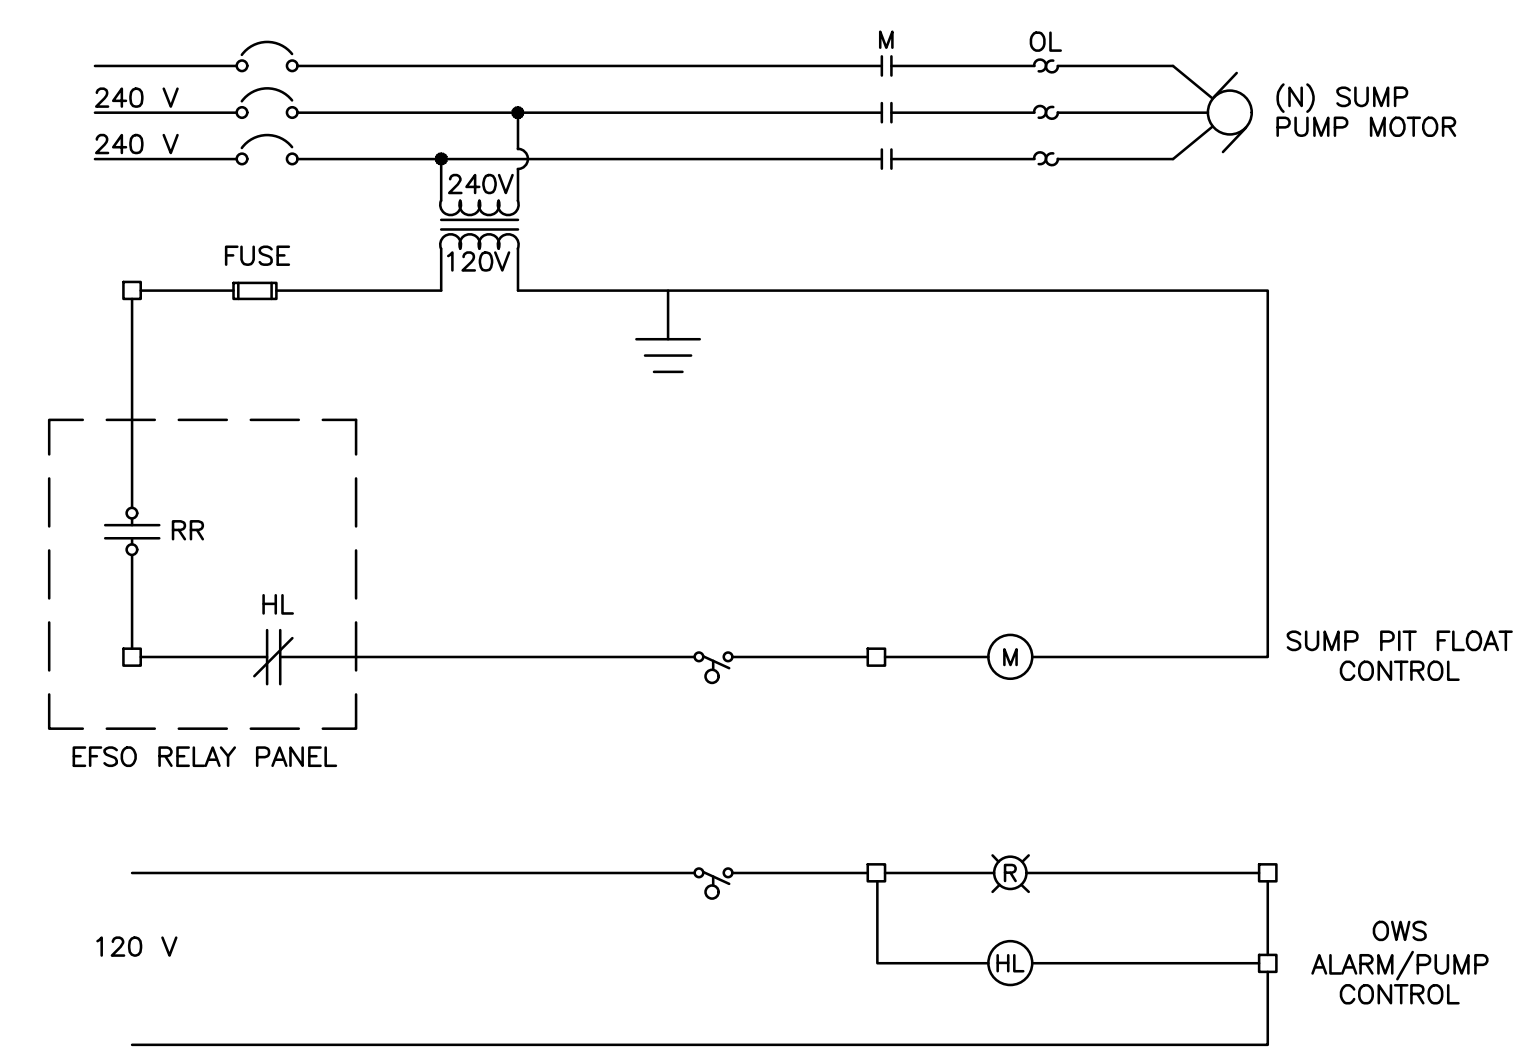 M
OL
240 V
240 V
(N) SUMP
PUMP MOTOR
240V
120V
FUSE
RR
HL
M
SUMP PIT FLOAT
CONTROL
EFSO RELAY PANEL
R
120 V
HL
OWS
ALARM/PUMP
CONTROL